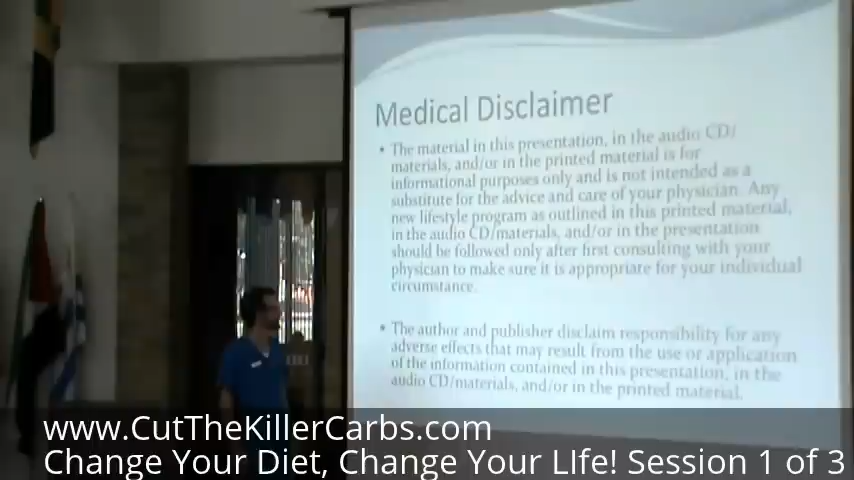 Medical Disclaimer
• The material in this presentation, in the audio CD/
materials, and/or in the printed material is for
informational purposes only and is not intended as a
substitute for the advice and care of your physician. Any
new lifestyle program as outlined in this printed material,
in the audio CD/materials, and/or in the presentation
should be followed only after first consulting with your
physician to make sure it is appropriate for your individual
circumstance.
• The author and publisher disclaim responsibility for any
adverse effects that may result from the use or application
of the information contained in this presentation, in the
audio CD/materials, and/or in the printed material.
www.CutTheKillerCarbs.com
Change Your Diet, Change Your LIfe! Session 1 of 3